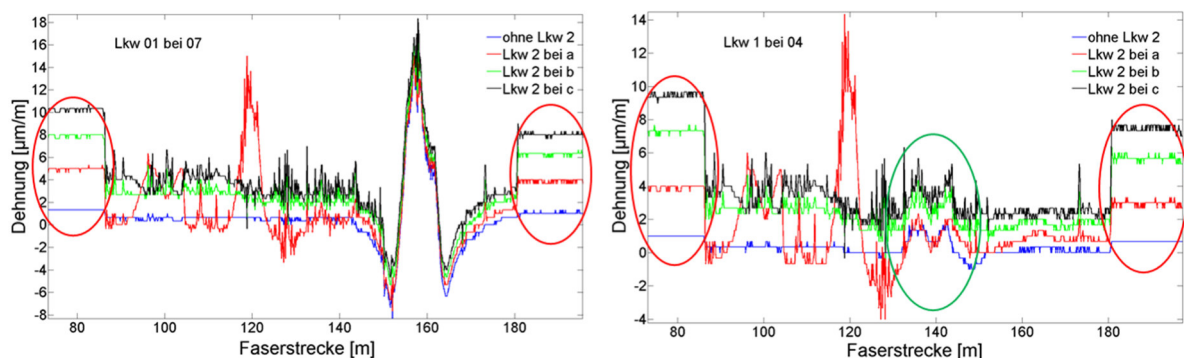 Lkw 01 bei 07
ohne Lkw 2
Lkw 2 bei a
Lkw 2 bei b
Lkw 2 bei c
Dehnung [µm/m]
18
16
14
12
10
8
6
4
2
0
-2
-4
-6
-8
80 100 120 140 160 180
Faserstrecke [m]
Lkw 1 bei 04
ohne Lkw 2
Lkw 2 bei a
Lkw 2 bei b
Lkw 2 bei c
Dehnung [µm/m]
14
12
10
8
6
4
2
0
-2
-4
80 100 120 140 160 180
Faserstrecke [m]